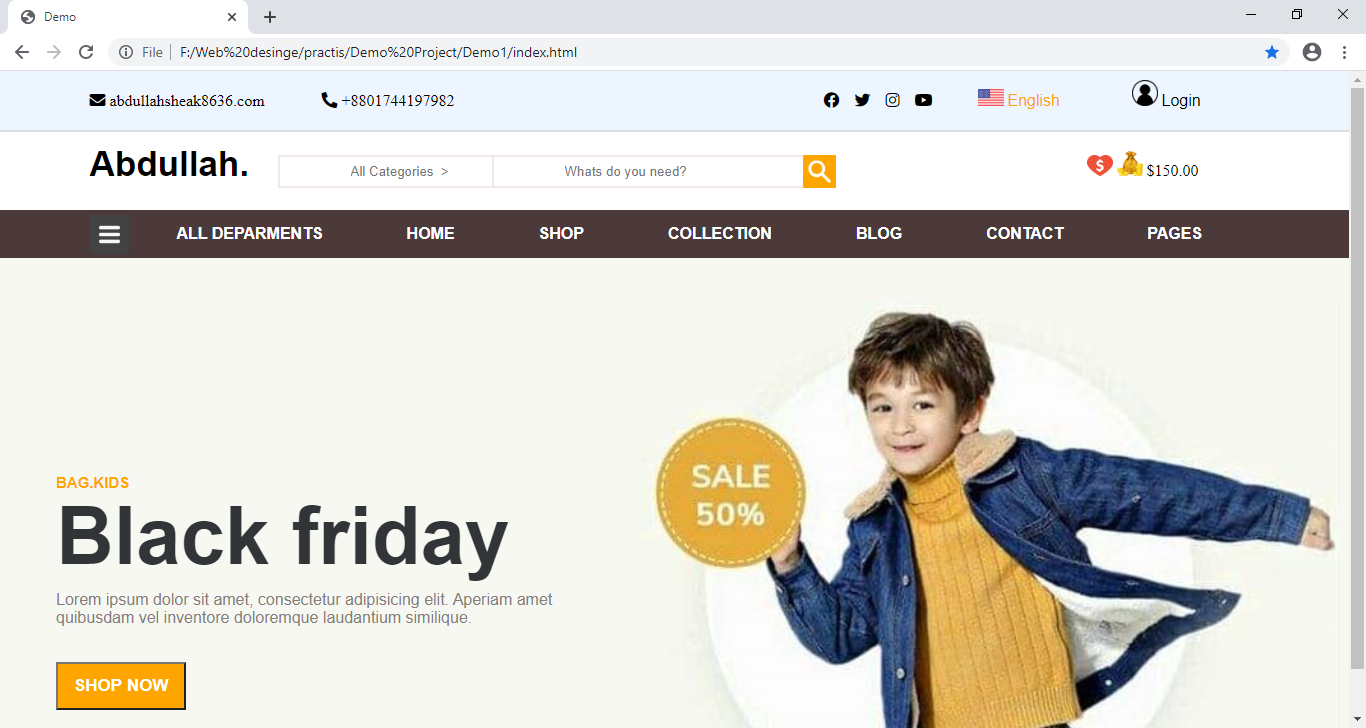 Demo
File F:/Web%20desinge/practis/Demo%20Project/Demo1/index.html
abdullahsheak8636.com +8801744197982 English Login
Abdullah. All Categories > Whats do you need? $ $150.00
ALL DEPARMENTS HOME SHOP COLLECTION BLOG CONTACT PAGES
SALE
50%
BAG.KIDS
Black friday
Lorem ipsum dolor sit amet, consectetur adipisicing elit. Aperiam amet
quibusdam vel inventore doloremque laudantium similique.
SHOP NOW